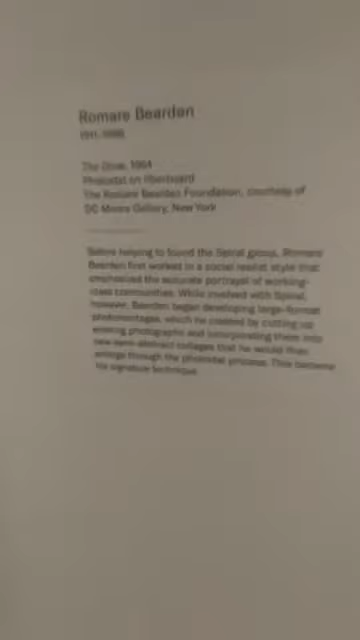 Romare Bearden
1911–1988
The Dove, 1964
Photostat on fiberboard
The Romare Bearden Foundation, courtesy of
DC Moore Gallery, New York
Before helping to found the Spiral group, Romare
Bearden first worked in a social realist style that
emphasized the accurate portrayal of working-
class communities. While involved with Spiral,
however, Bearden began developing large-format
photomontages, which he created by cutting up
existing photographs and incorporating them into
new semi-abstract collages that he would then
enlarge through the photostat process. This became
his signature technique.